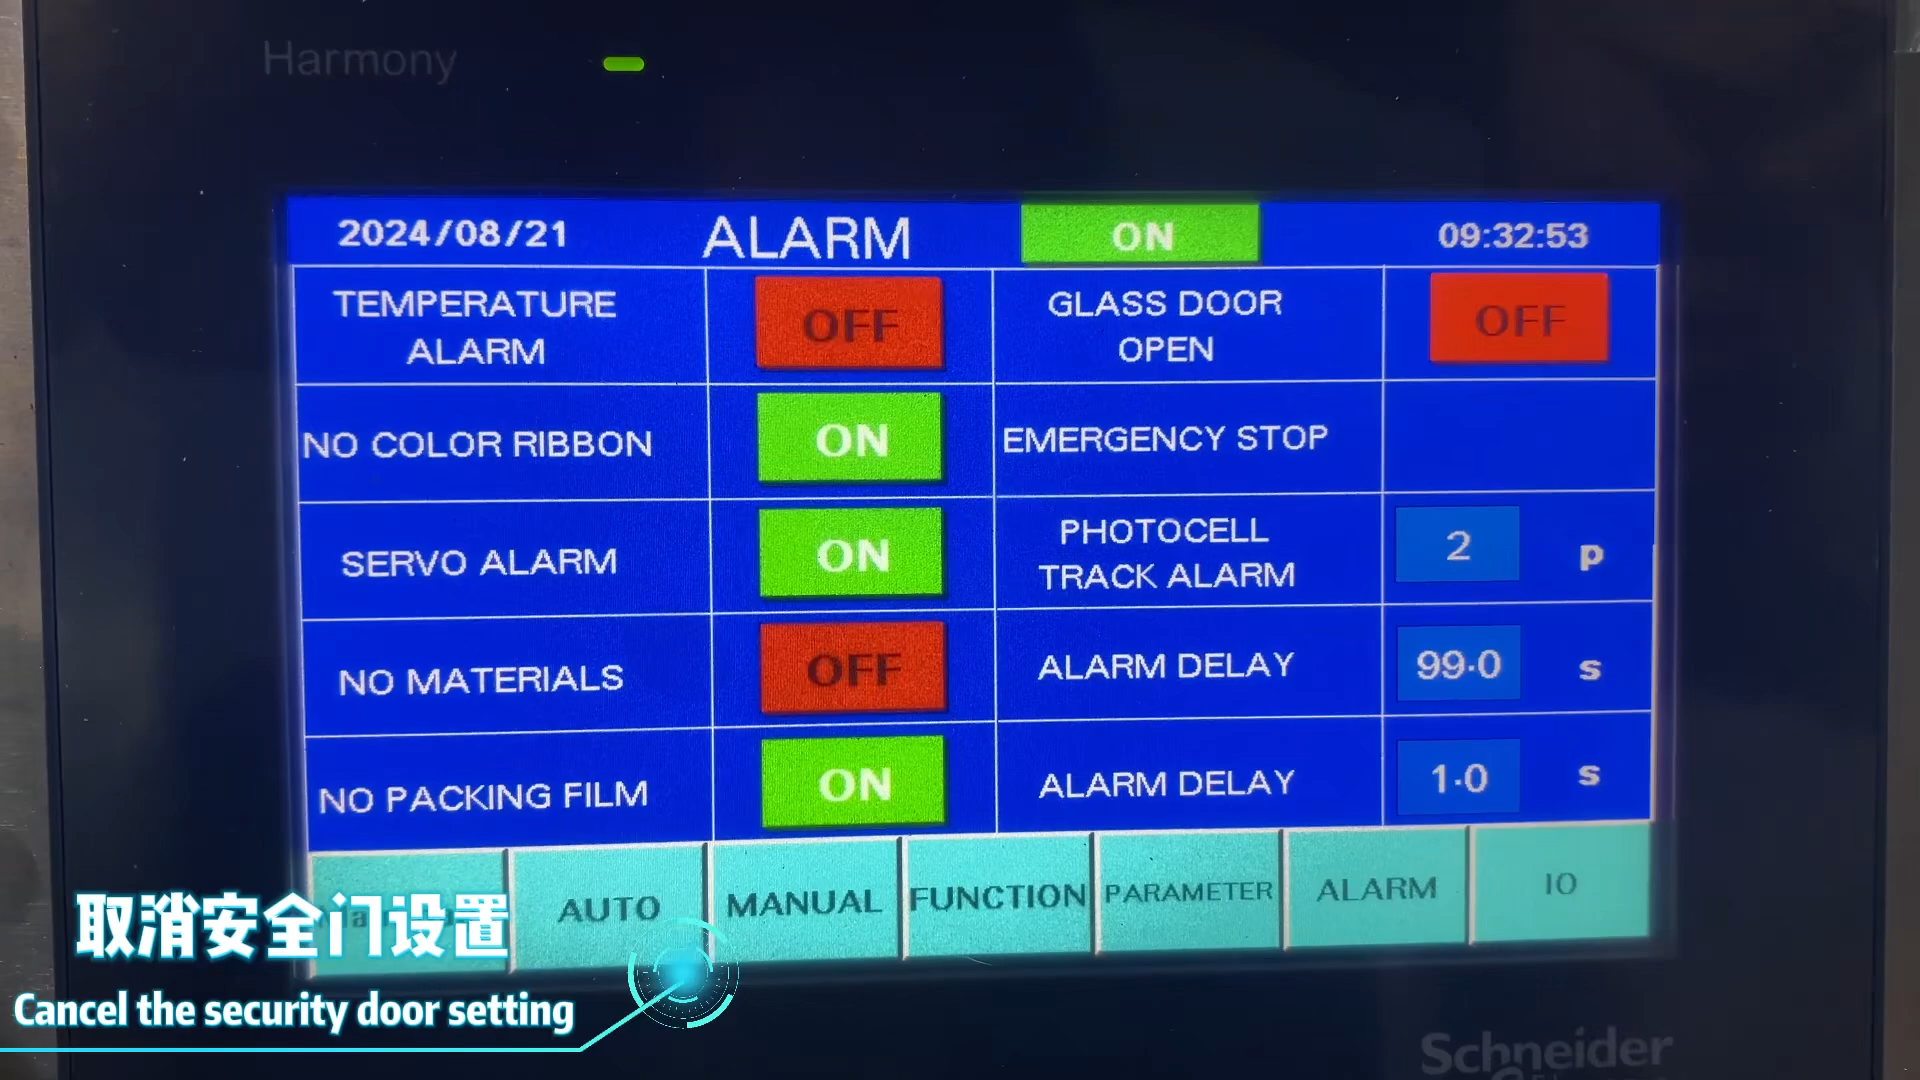 Harmony
2024/08/21 ALARM ON 09:32:53
TEMPERATURE
ALARM
OFF
GLASS DOOR
OPEN
OFF
NO COLOR RIBBON ON EMERGENCY STOP
SERVO ALARM ON
PHOTOCELL
TRACK ALARM
2 p
NO MATERIALS OFF ALARM DELAY 99.0 s
NO PACKING FILM ON ALARM DELAY 1.0 s
AUTO MANUAL FUNCTION PARAMETER ALARM IO
取消安全门设置
Cancel the security door setting
Schneider